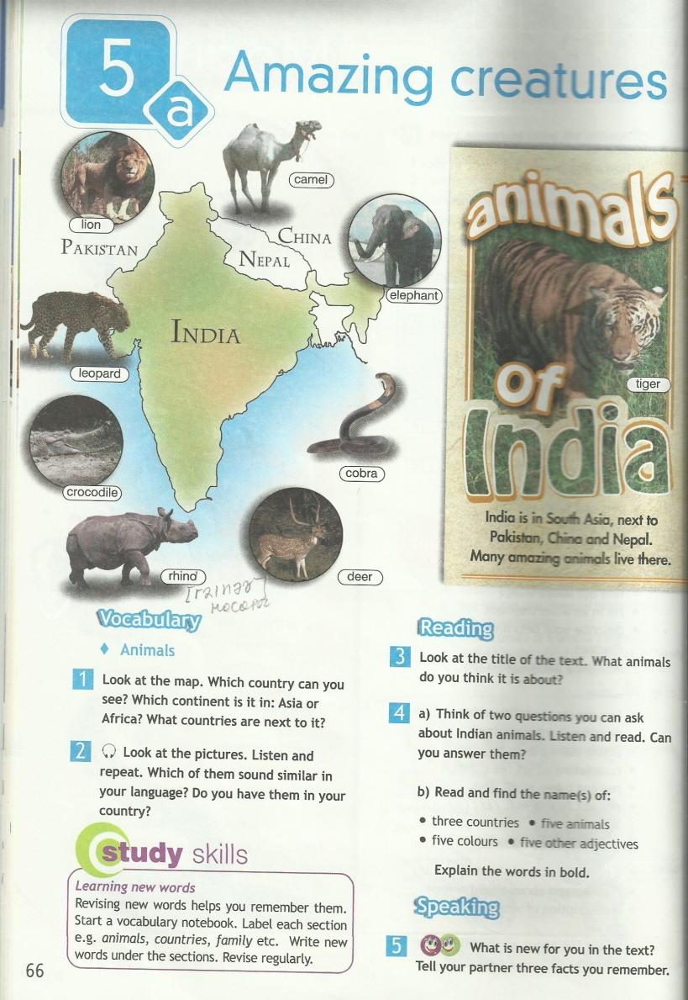 5
a
Amazing creatures
lion
camel
PAKISTAN
CHINA
NEPAL
elephant
INDIA
leopard
crocodile
cobra
rhino
deer
носорог
animals
of
India
tiger
India is in South Asia, next to
Pakistan, China and Nepal.
Many amazing animals live there.
Vocabulary
♦ Animals
1 Look at the map. Which country can you
see? Which continent is it in: Asia or
Africa? What countries are next to it?
2 Look at the pictures. Listen and
repeat. Which of them sound similar in
your language? Do you have them in your
country?
study skills
Learning new words
Revising new words helps you remember them.
Start a vocabulary notebook. Label each section
e.g. animals, countries, family etc. Write new
words under the sections. Revise regularly.
66
Reading
3 Look at the title of the text. What animals
do you think it is about?
4 a) Think of two questions you can ask
about Indian animals. Listen and read. Can
you answer them?
b) Read and find the name(s) of:
• three countries • five animals
• five colours • five other adjectives
Explain the words in bold.
Speaking
5 What is new for you in the text?
Tell your partner three facts you remember.